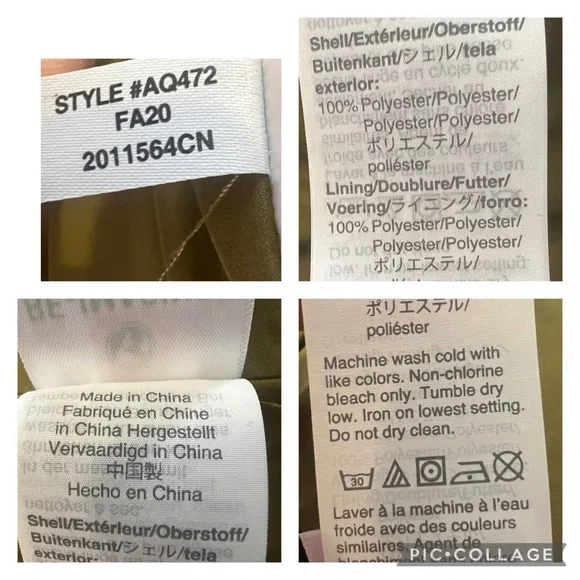 STYLE #AQ472
FA20
2011564CN
Shell/Extérieur/Oberstoff/
Buitenkant/シェル/tela
exterior:
100% Polyester/Polyester/
Polyester/Polyester/
ポリエステル/
poliéster
Lining/Doublure/Futter/
Voering/ライニング/forro:
100% Polyester/Polyester/
Polyester/Polyester/
ポリエステル/
Made in China
Fabriqué en Chine
in China Hergestellt
Vervaardigd in China
中国製
Hecho en China
Shell/Extérieur/Oberstoff/
Buitenkant/シェル/tela
exterior:
ポリエステル/
poliéster
Machine wash cold with
like colors. Non-chlorine
bleach only. Tumble dry
low. Iron on lowest setting.
Do not dry clean.
30
Laver à la machine à l'eau
froide avec des couleurs
similaires. Agent de
PIC•COLLAGE